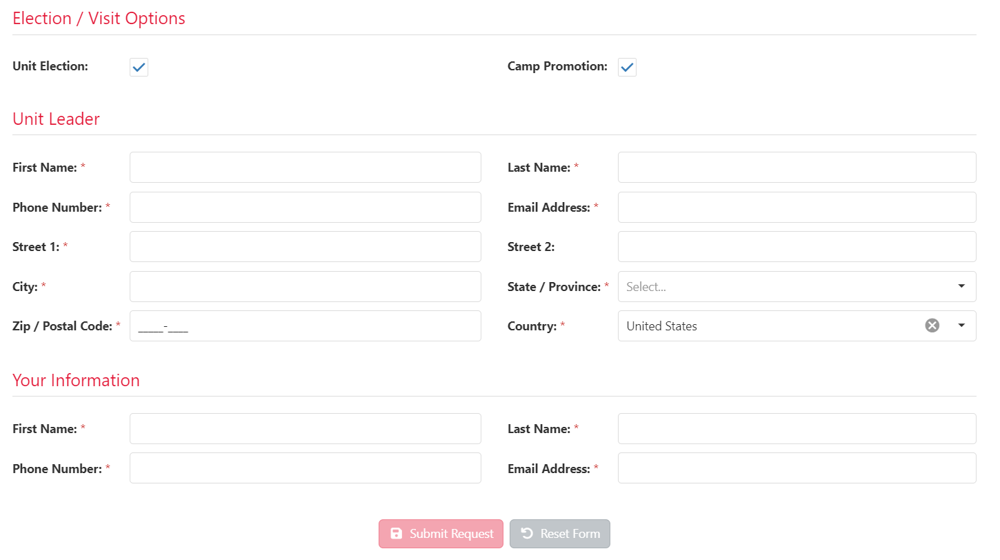 Election / Visit Options
Unit Election: Camp Promotion:
Unit Leader
First Name: * Last Name: *
Phone Number: * Email Address: *
Street 1: * Street 2:
City: * State / Province: * Select...
Zip / Postal Code: * _____-____ Country: * United States
Your Information
First Name: * Last Name: *
Phone Number: * Email Address: *
Submit Request Reset Form